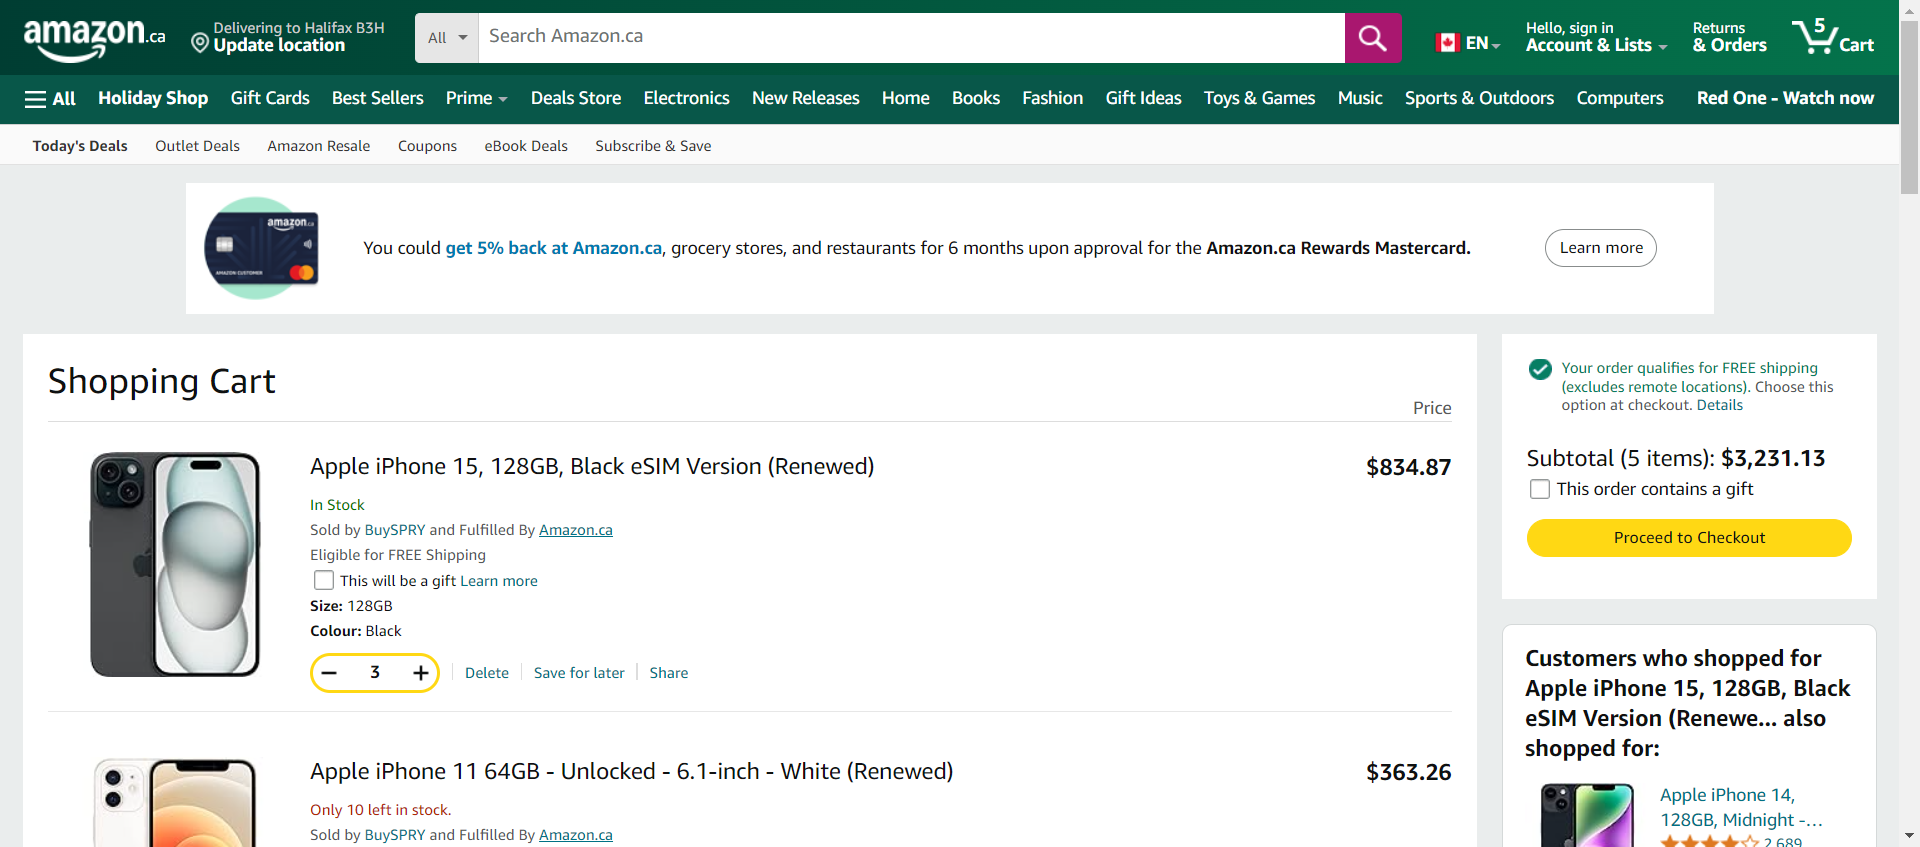 amazon.ca
Delivering to Halifax B3H
Update location
All
Search Amazon.ca
EN
Hello, sign in
Account & Lists
Returns
& Orders
5
Cart
All
Holiday Shop
Gift Cards
Best Sellers
Prime
Deals Store
Electronics
New Releases
Home
Books
Fashion
Gift Ideas
Toys & Games
Music
Sports & Outdoors
Computers
Red One - Watch now
Today's Deals
Outlet Deals
Amazon Resale
Coupons
eBook Deals
Subscribe & Save
amazon.ca
AMAZON CUSTOMER
You could get 5% back at Amazon.ca, grocery stores, and restaurants for 6 months upon approval for the Amazon.ca Rewards Mastercard.
Learn more
Shopping Cart
Price
Apple iPhone 15, 128GB, Black eSIM Version (Renewed)
$834.87
In Stock
Sold by BuySPRY and Fulfilled By Amazon.ca
Eligible for FREE Shipping
This will be a gift Learn more
Size: 128GB
Colour: Black
3
Delete
Save for later
Share
Apple iPhone 11 64GB - Unlocked - 6.1-inch - White (Renewed)
$363.26
Only 10 left in stock.
Sold by BuySPRY and Fulfilled By Amazon.ca
Your order qualifies for FREE shipping
(excludes remote locations). Choose this
option at checkout. Details
Subtotal (5 items): $3,231.13
This order contains a gift
Proceed to Checkout
Customers who shopped for
Apple iPhone 15, 128GB, Black
eSIM Version (Renewe... also
shopped for:
Apple iPhone 14,
128GB, Midnight -...
2,689